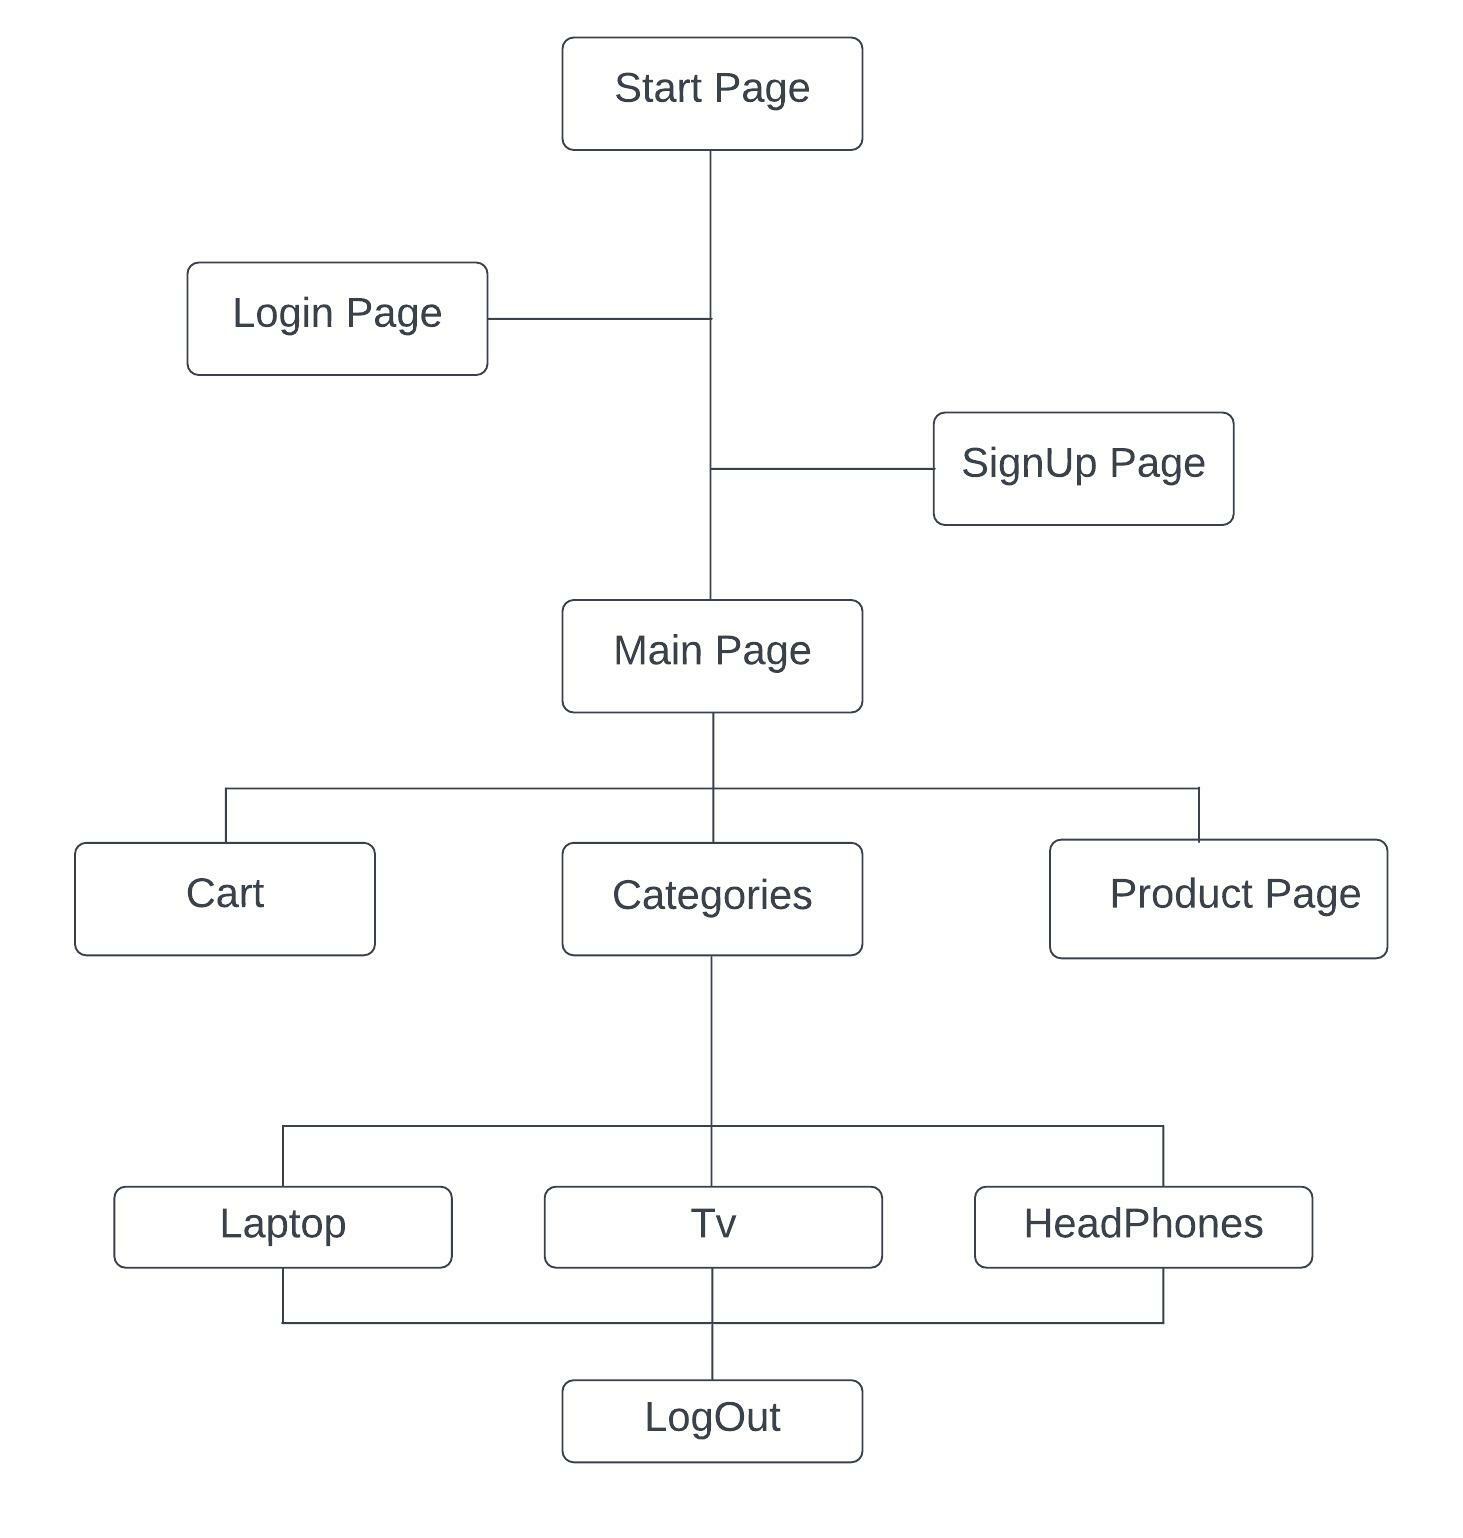 Start Page
Login Page
SignUp Page
Main Page
Cart
Categories
Product Page
Laptop
Tv
HeadPhones
LogOut